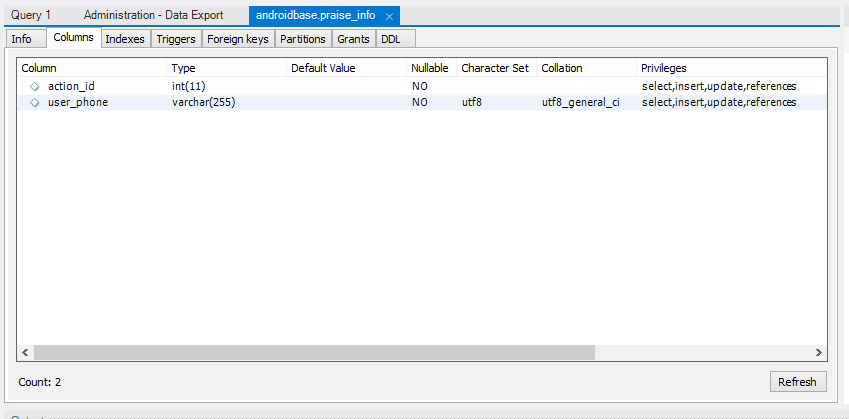 Query 1 Administration - Data Export androidbase.praise_info ×
Info Columns Indexes Triggers Foreign keys Partitions Grants DDL
Column Type Default Value Nullable Character Set Collation Privileges
action_id int(11) NO select,insert,update,references
user_phone varchar(255) NO utf8 utf8_general_ci select,insert,update,references
Count: 2 Refresh